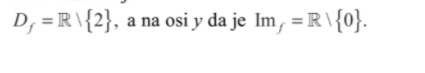 D_f = ℝ\{2}, a na osi y da je Im_f = ℝ\{0}.